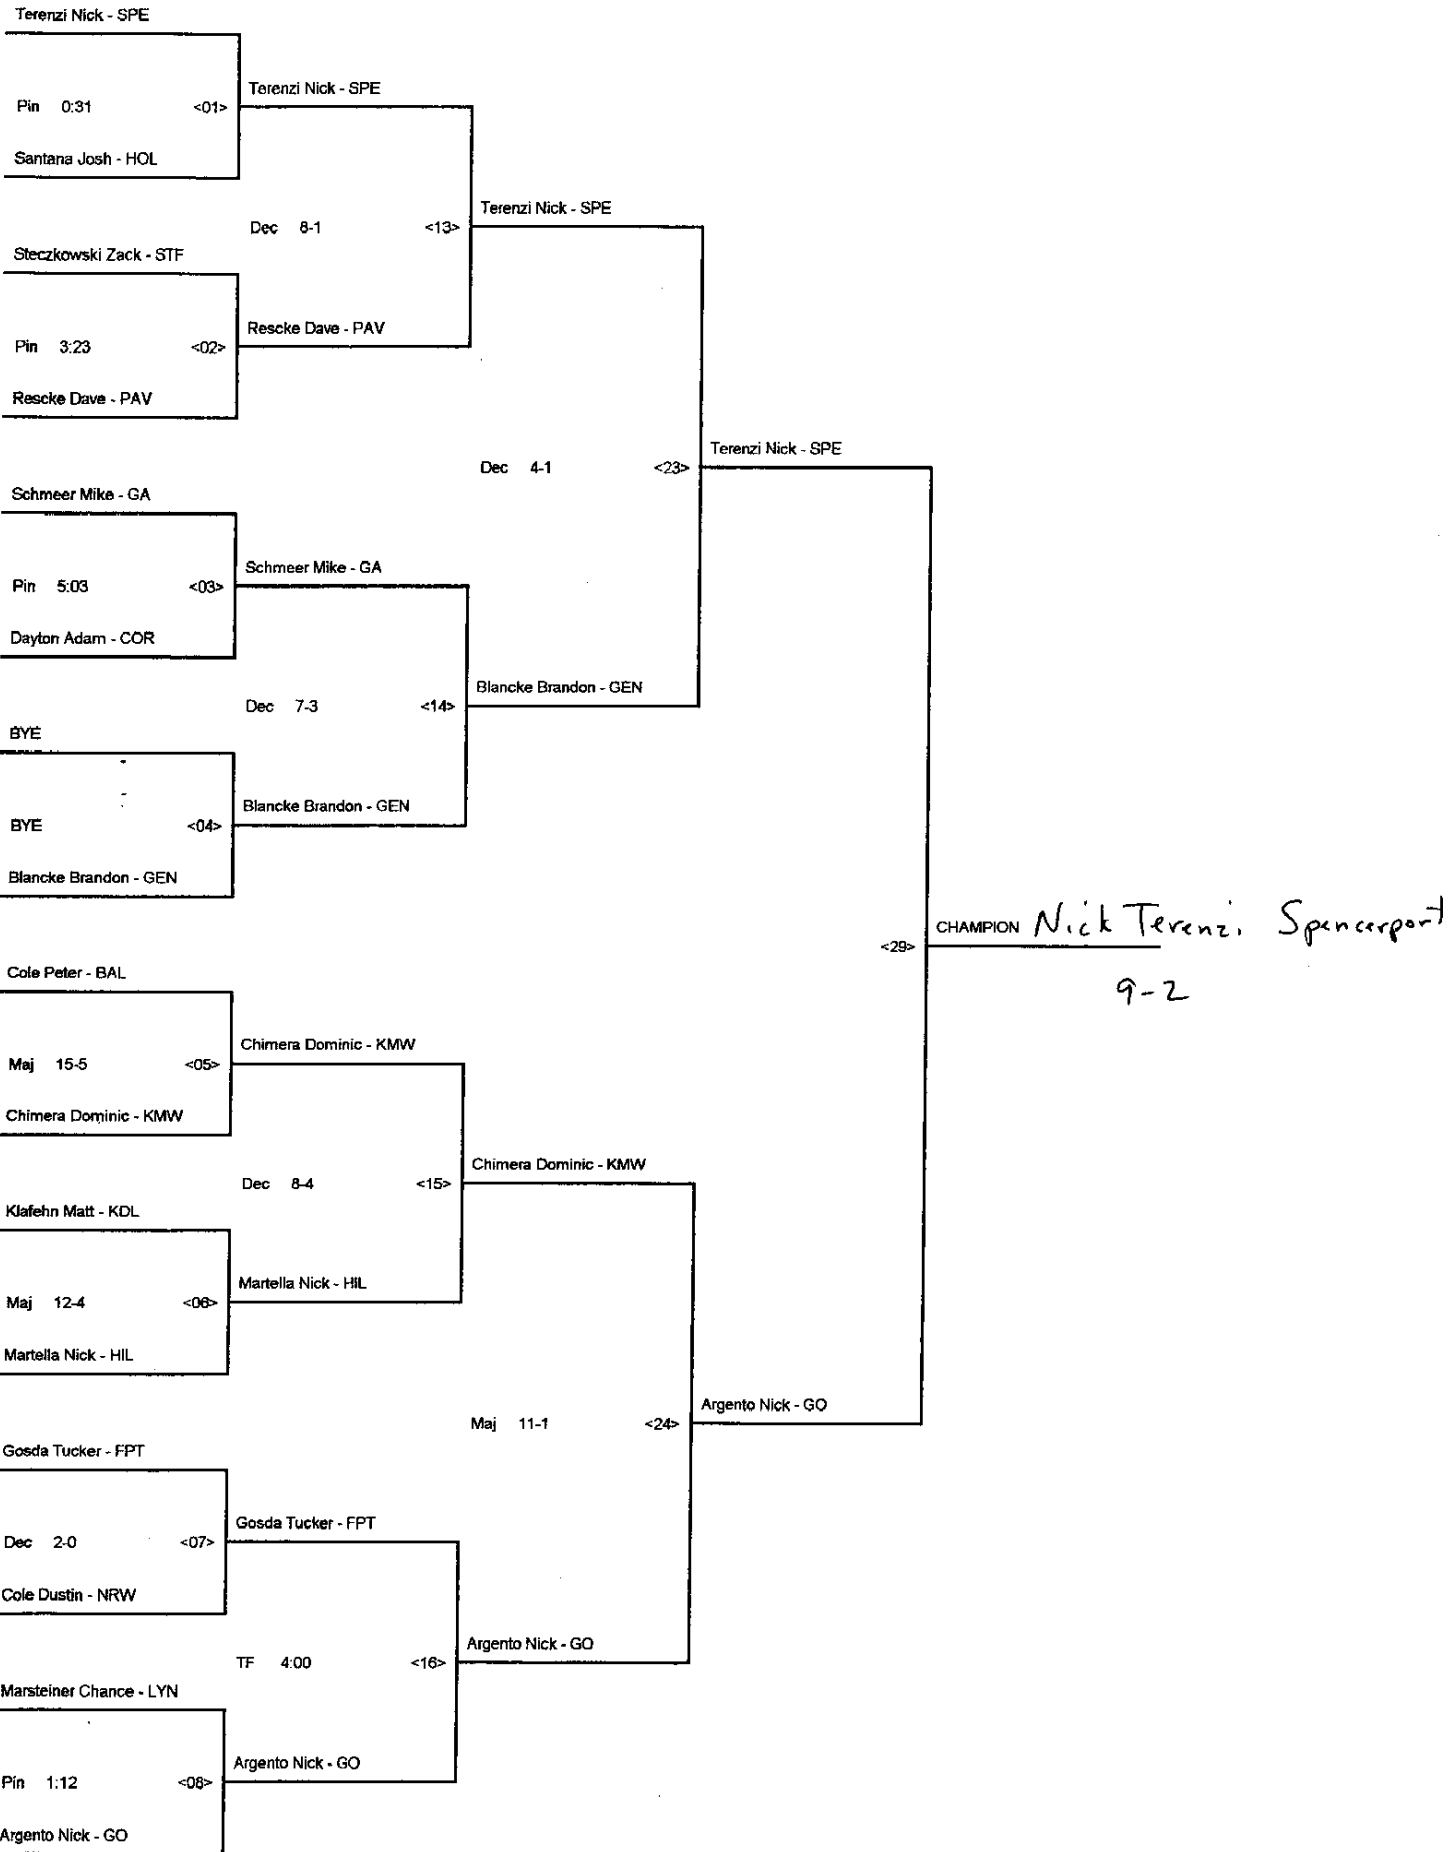 Terenzi Nick - SPE
Terenzi Nick - SPE
Pin 0:31 <01>
Santana Josh - HOL
Terenzi Nick - SPE
Dec 8-1 <13>
Steczkowski Zack - STF
Rescke Dave - PAV
Pin 3:23 <02>
Rescke Dave - PAV
Terenzi Nick - SPE
Dec 4-1 <23>
Schmeer Mike - GA
Schmeer Mike - GA
Pin 5:03 <03>
Dayton Adam - COR
Blancke Brandon - GEN
Dec 7-3 <14>
BYE
Blancke Brandon - GEN
BYE <04>
Blancke Brandon - GEN
CHAMPION Nick Terenzi Spencerport
<29>
9-2
Cole Peter - BAL
Chimera Dominic - KMW
Maj 15-5 <05>
Chimera Dominic - KMW
Chimera Dominic - KMW
Dec 8-4 <15>
Klafehn Matt - KDL
Martella Nick - HIL
Maj 12-4 <06>
Martella Nick - HIL
Argento Nick - GO
Maj 11-1 <24>
Gosda Tucker - FPT
Gosda Tucker - FPT
Dec 2-0 <07>
Cole Dustin - NRW
Argento Nick - GO
TF 4:00 <16>
Marsteiner Chance - LYN
Argento Nick - GO
Pin 1:12 <08>
Argento Nick - GO